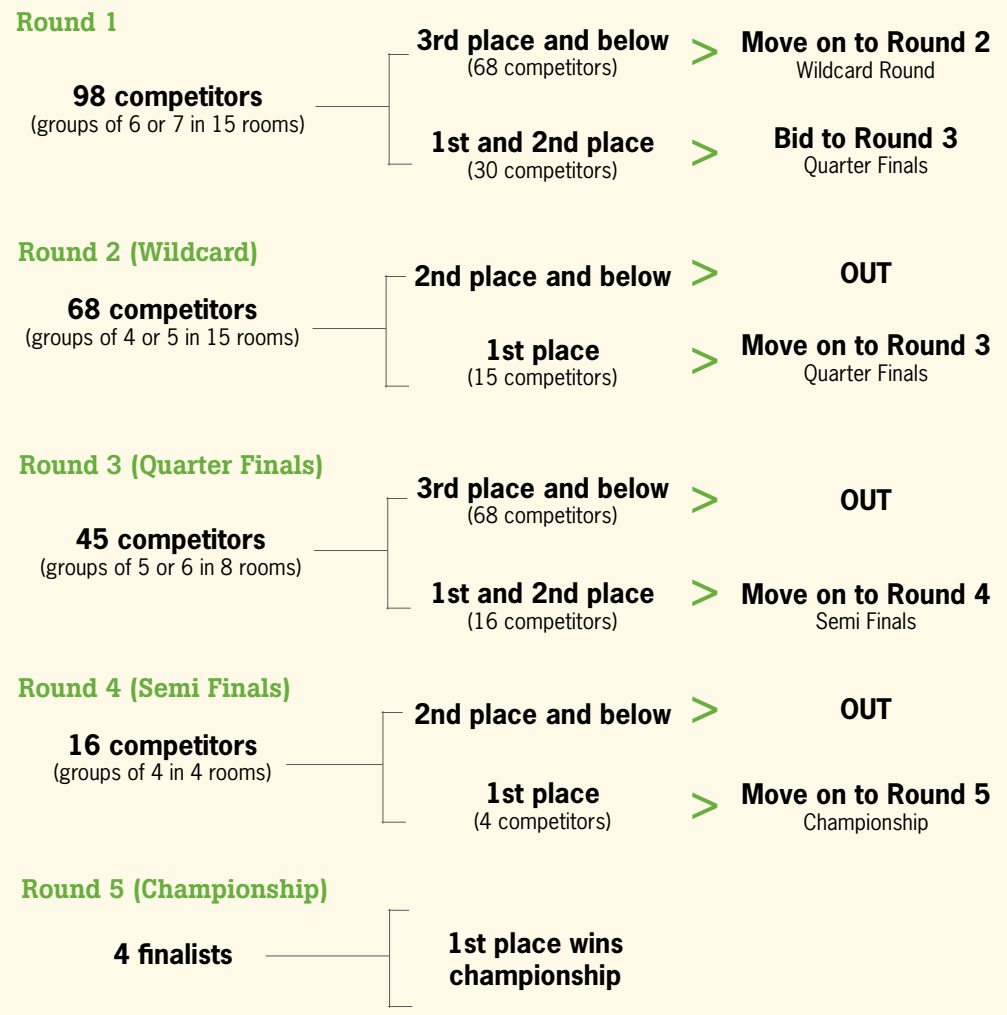 Round 1
98 competitors
(groups of 6 or 7 in 15 rooms)
3rd place and below
(68 competitors)
>
Move on to Round 2
Wildcard Round
1st and 2nd place
(30 competitors)
>
Bid to Round 3
Quarter Finals
Round 2 (Wildcard)
68 competitors
(groups of 4 or 5 in 15 rooms)
2nd place and below
>
OUT
1st place
(15 competitors)
>
Move on to Round 3
Quarter Finals
Round 3 (Quarter Finals)
45 competitors
(groups of 5 or 6 in 8 rooms)
3rd place and below
(68 competitors)
>
OUT
1st and 2nd place
(16 competitors)
>
Move on to Round 4
Semi Finals
Round 4 (Semi Finals)
16 competitors
(groups of 4 in 4 rooms)
2nd place and below
>
OUT
1st place
(4 competitors)
>
Move on to Round 5
Championship
Round 5 (Championship)
4 finalists
1st place wins
championship